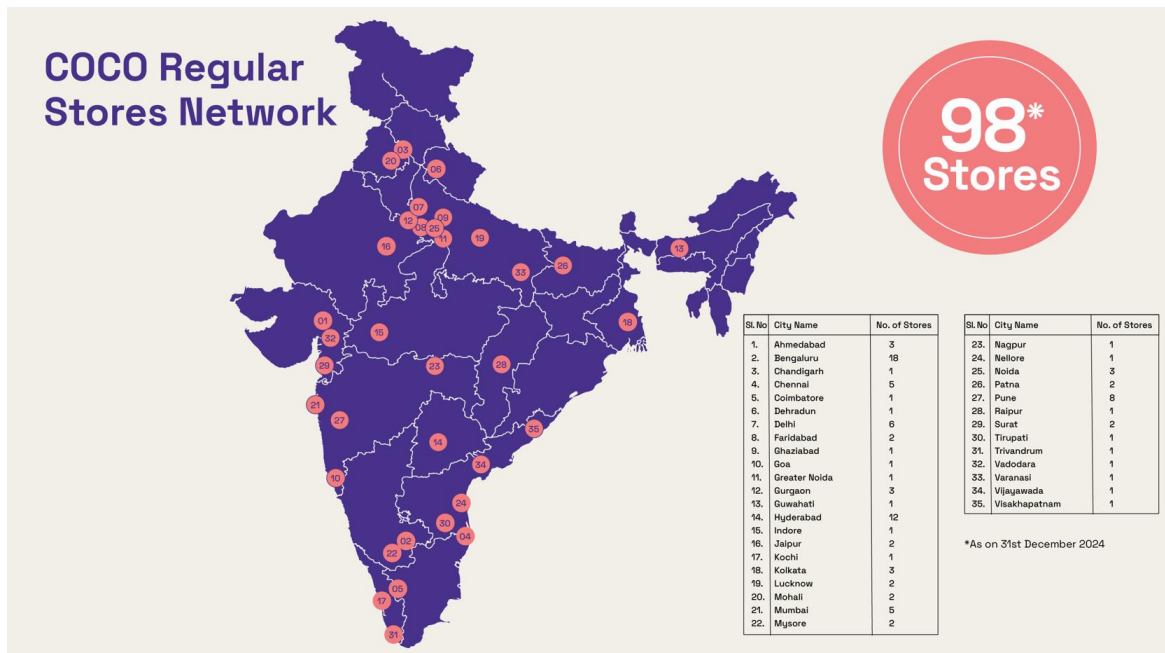 COCO Regular
Stores Network
98*
Stores
03
20
06
07
09
12
08
25
11
16
19
13
33
26
01
32
15
18
29
23
28
21
27
35
14
34
10
24
30
04
02
22
05
17
31
Sl. No City Name No. of Stores
1. Ahmedabad 3
2. Bengaluru 18
3. Chandigarh 1
4. Chennai 5
5. Coimbatore 1
6. Dehradun 1
7. Delhi 6
8. Faridabad 2
9. Ghaziabad 1
10. Goa 1
11. Greater Noida 1
12. Gurgaon 3
13. Guwahati 1
14. Hyderabad 12
15. Indore 1
16. Jaipur 2
17. Kochi 1
18. Kolkata 3
19. Lucknow 2
20. Mohali 2
21. Mumbai 5
22. Mysore 2
Sl. No City Name No. of Stores
23. Nagpur 1
24. Nellore 1
25. Noida 3
26. Patna 2
27. Pune 8
28. Raipur 1
29. Surat 2
30. Tirupati 1
31. Trivandrum 1
32. Vadodara 1
33. Varanasi 1
34. Vijayawada 1
35. Visakhapatnam 1
*As on 31st December 2024